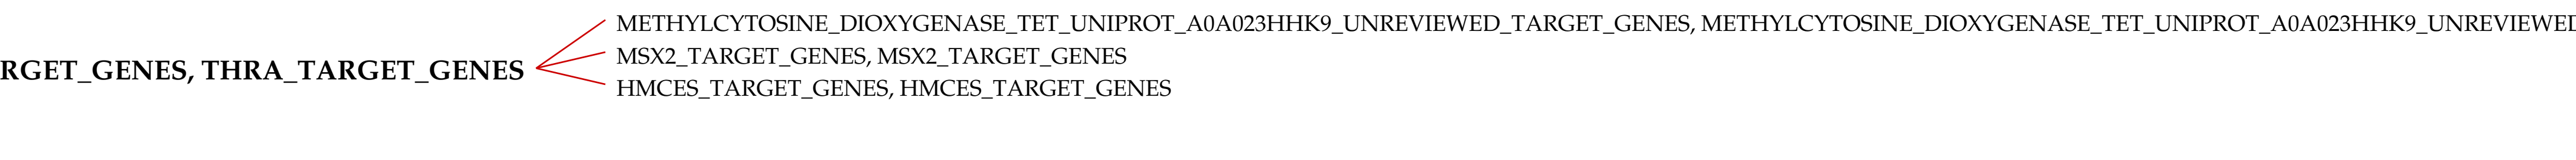 METHYLCYTOSINE_DIOXYGENASE_TET_UNIPROT_A0A023HHK9_UNREVIEWED_TARGET_GENES, METHYLCYTOSINE_DIOXYGENASE_TET_UNIPROT_A0A023HHK9_UNREVIEWED
MSX2_TARGET_GENES, MSX2_TARGET_GENES
RGET_GENES, THRA_TARGET_GENES
HMCES_TARGET_GENES, HMCES_TARGET_GENES